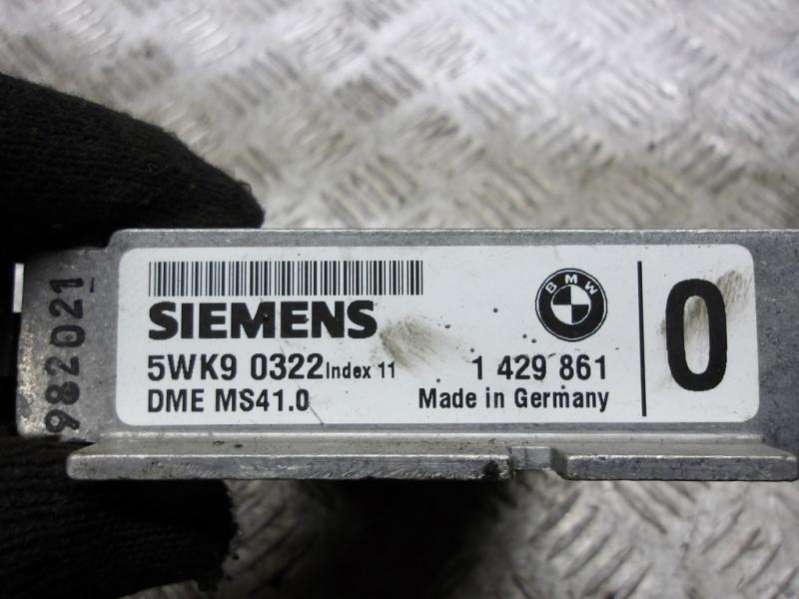 982021
SIEMENS
BMW
5WK9 0322 Index 11
1 429 861
DME MS41.0
Made in Germany
0